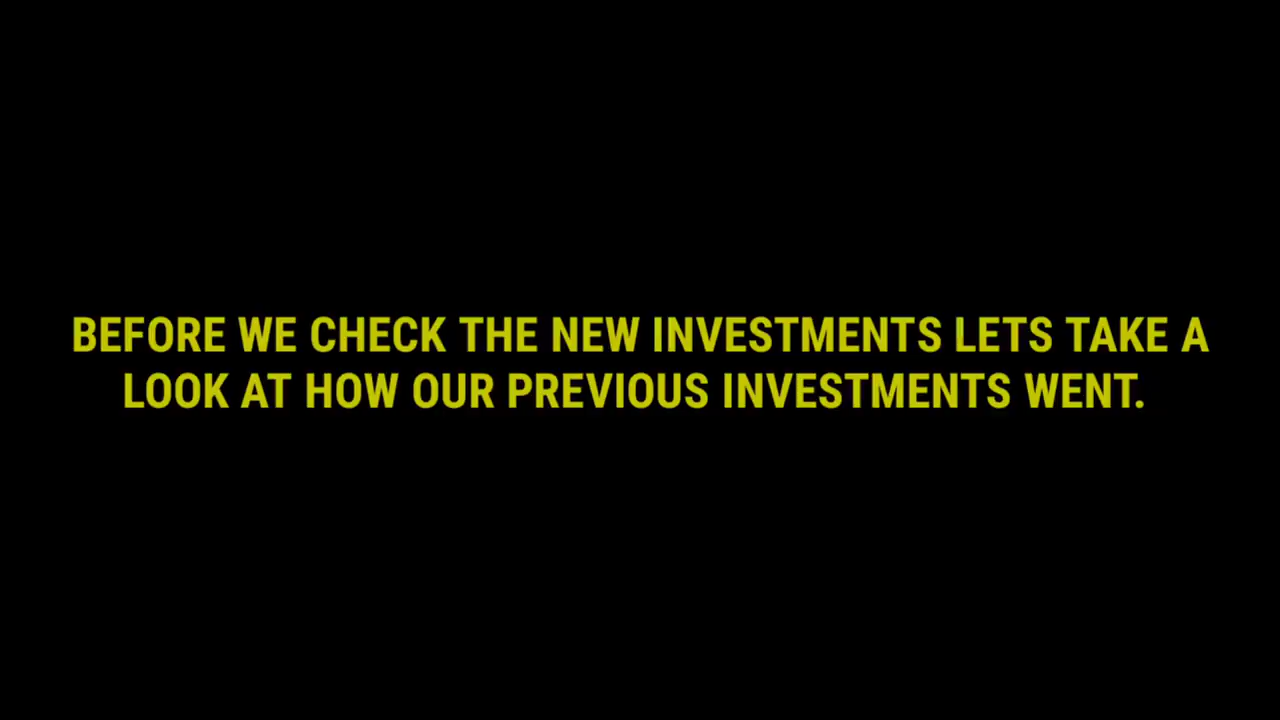 BEFORE WE CHECK THE NEW INVESTMENTS LETS TAKE A
LOOK AT HOW OUR PREVIOUS INVESTMENTS WENT.